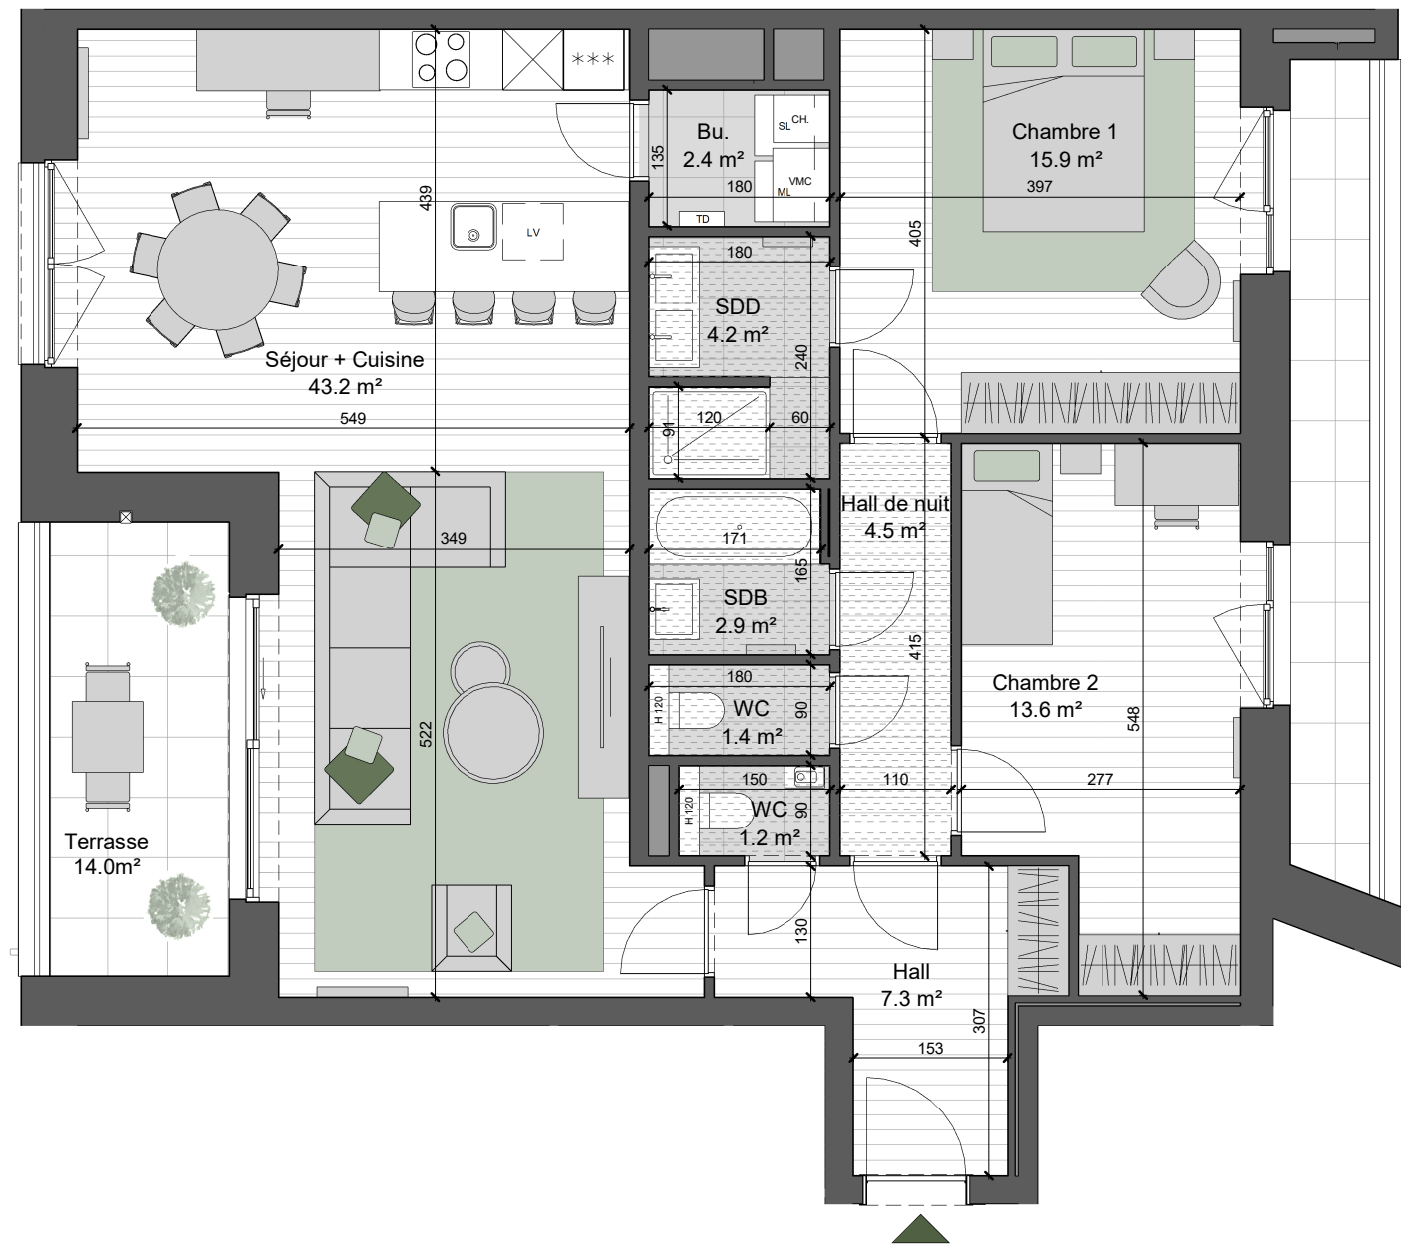 ***
Bu.
2.4 m²
135
180
SL
CH.
VMC
ML
TD
Chambre 1
15.9 m²
397
405
439
LV
180
SDD
4.2 m²
240
Séjour + Cuisine
43.2 m²
549
91
120
60
349
171
165
Hall de nuit
4.5 m²
SDB
2.9 m²
415
180
H 120
WC
1.4 m²
90
Chambre 2
13.6 m²
548
522
150
H 120
WC
1.2 m²
90
110
277
Terrasse
14.0m²
130
Hall
7.3 m²
307
153